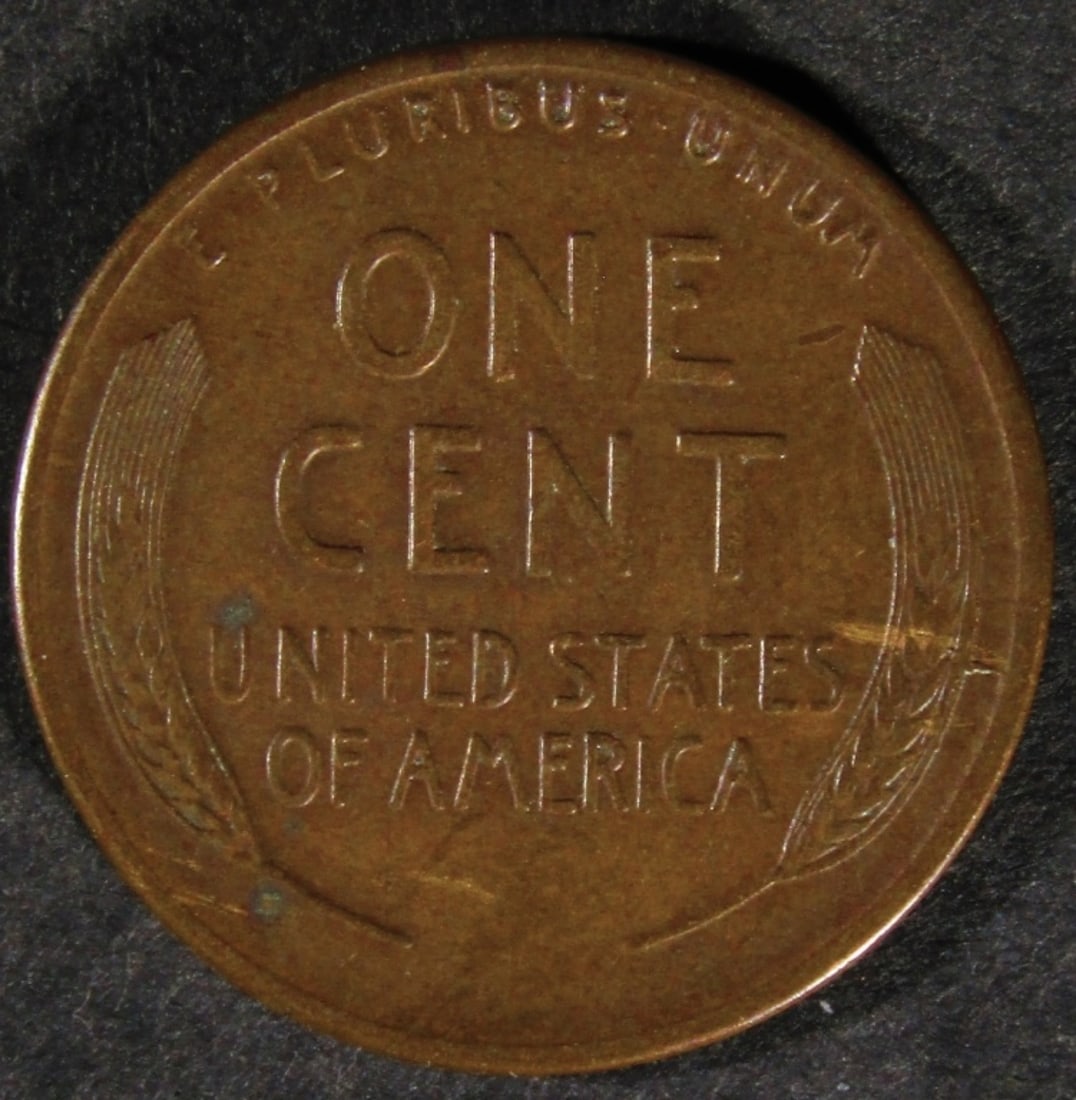 E PLURIBUS · UNUM
ONE
CENT
UNITED STATES
OF AMERICA